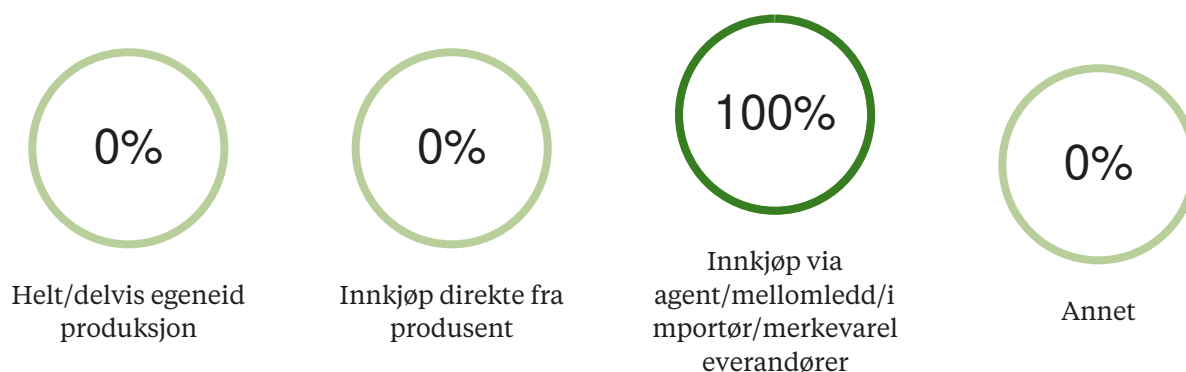 0%
Helt/delvis egeneid
produksjon
0%
Innkjøp direkte fra
produsent
100%
Innkjøp via
agent/mellomledd/i
mportør/merkevarel
everandører
0%
Annet